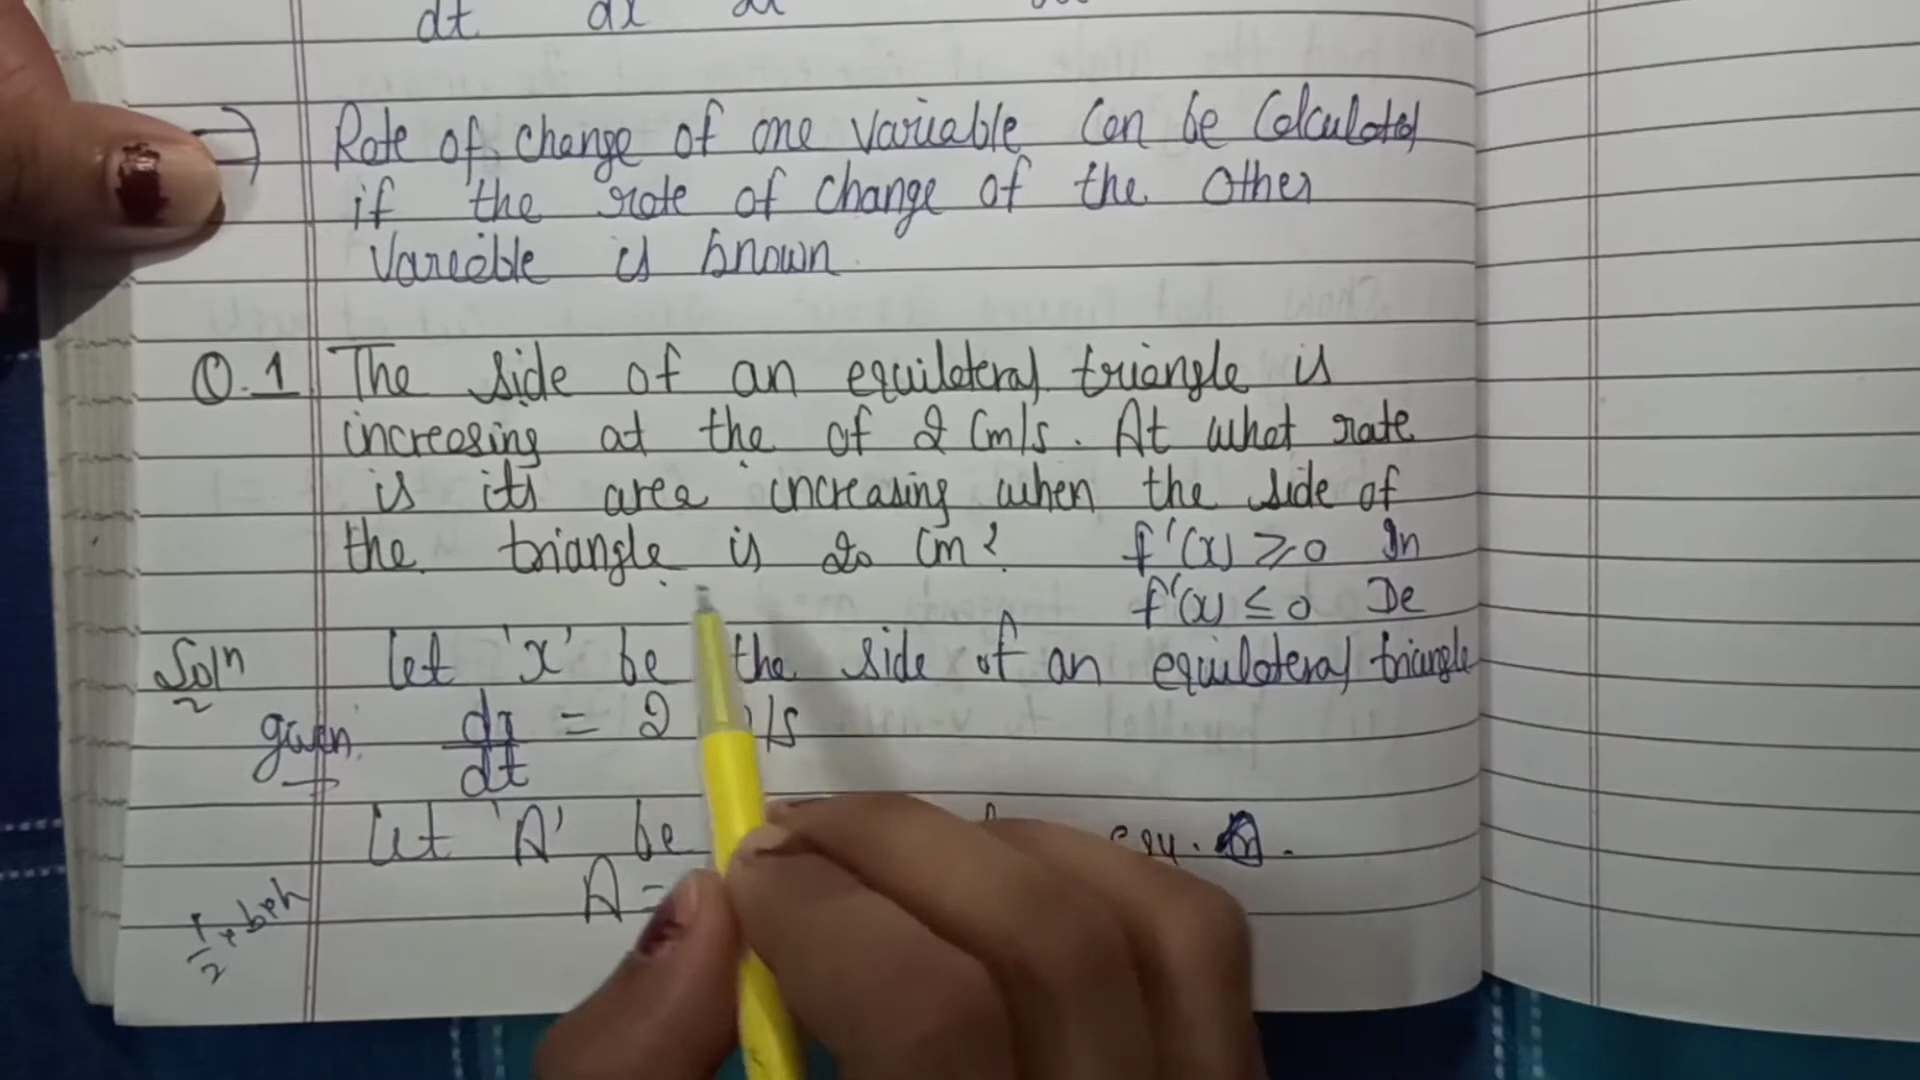 dt dx
→ Rate of change of one variable can be calculated
if the rate of change of the other
variable is known
Q.1 The side of an equilateral triangle is
increasing at the of 2 cm/s. At what rate
is its area increasing when the side of
the triangle is 20 cm? f'(x) ≥ 0 In
f'(x) ≤ 0 De
Soln let 'x' be the side of an equilateral triangle
given: dx/dt = 2 /s
Let 'A' be equ.
A =
1/2 * b*h